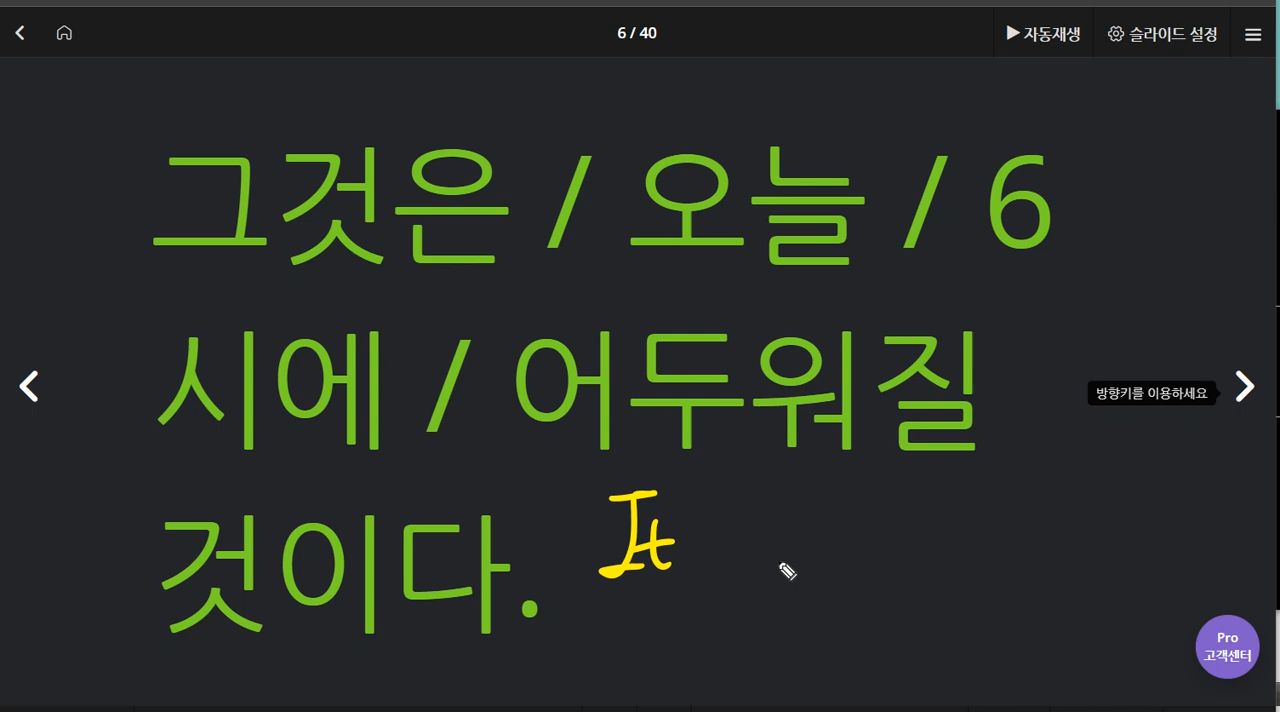 6 / 40
▶ 자동재생
슬라이드 설정
그것은 / 오늘 / 6
시에 / 어두워질
방향키를 이용하세요
것이다.
It
Pro
고객센터